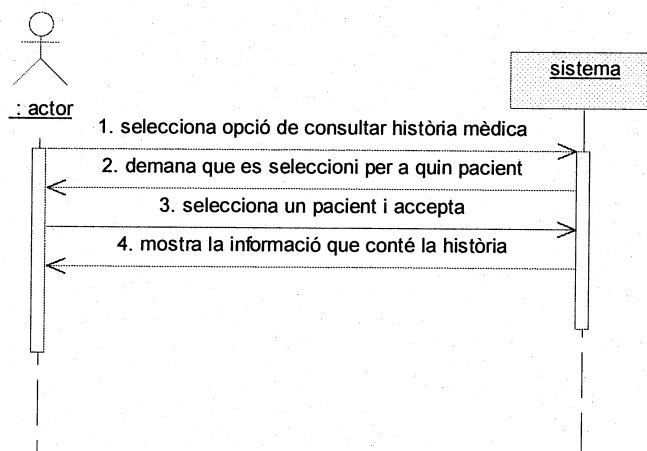 sistema
: actor
1. selecciona opció de consultar història mèdica
2. demana que es seleccioni per a quin pacient
3. selecciona un pacient i accepta
4. mostra la informació que conté la història